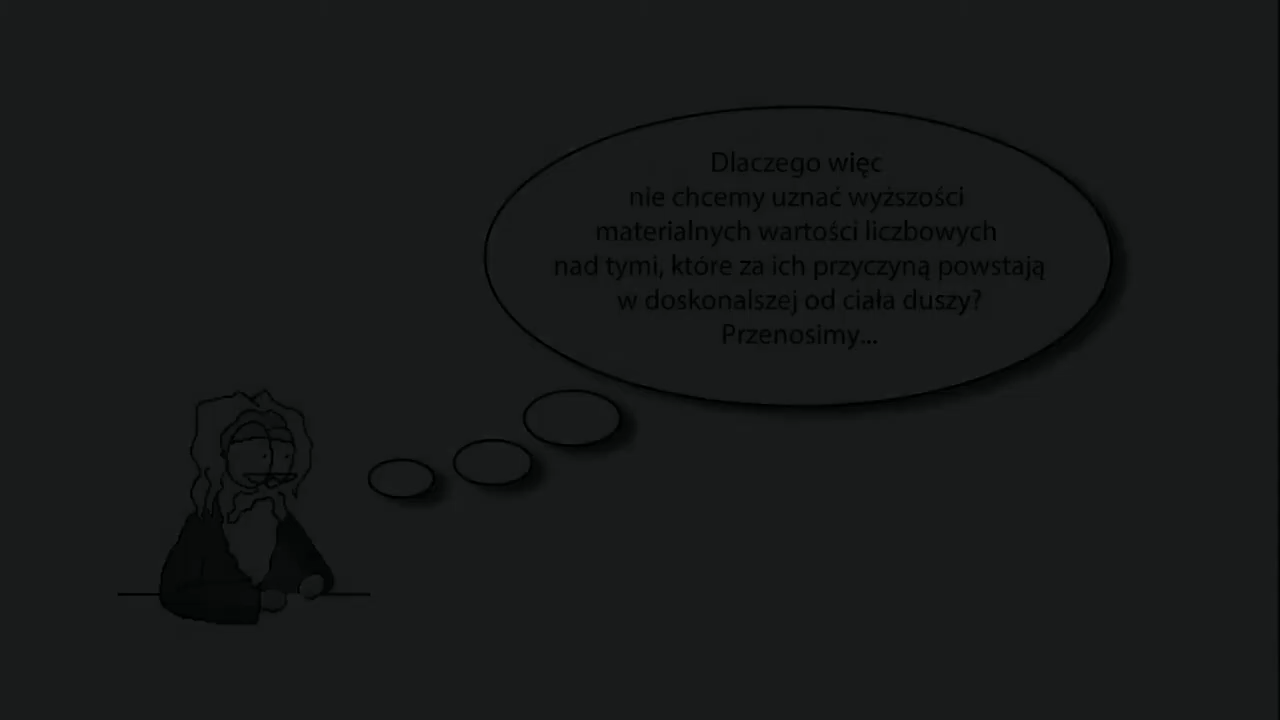 Dlaczego więc
nie chcemy uznać wyższości
materialnych wartości liczbowych
nad tymi, które za ich przyczyną powstają
w doskonalszej od ciała duszy?
Przenosimy...